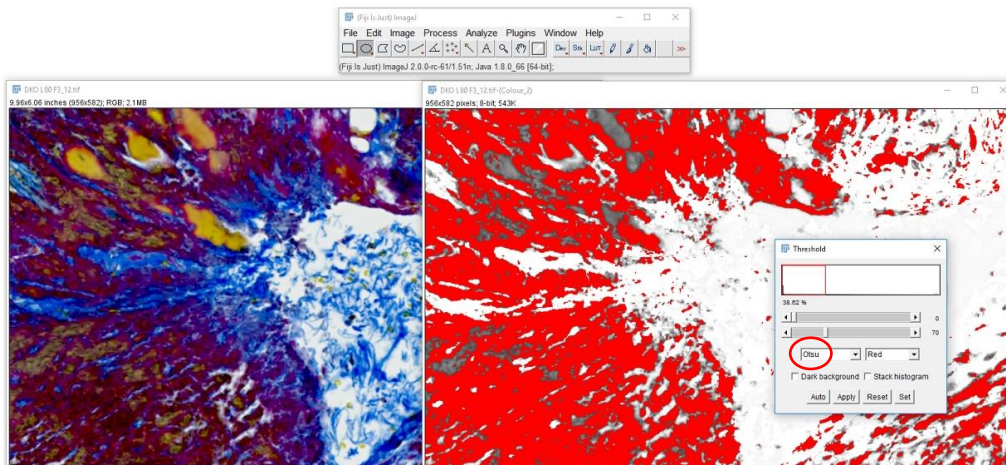 (Fiji Is Just) ImageJ
File Edit Image Process Analyze Plugins Window Help
Dev Stk LUT
(Fiji Is Just) ImageJ 2.0.0-rc-61/1.51n; Java 1.8.0_66 [64-bit];
DKO L80 F3_12.tif
9.96x6.06 inches (956x582); RGB; 2.1MB
DKO L80 F3_12.tif-(Colour_2)
956x582 pixels; 8-bit; 543K
Threshold
38.62 %
0
70
Otsu Red
Dark background Stack histogram
Auto Apply Reset Set